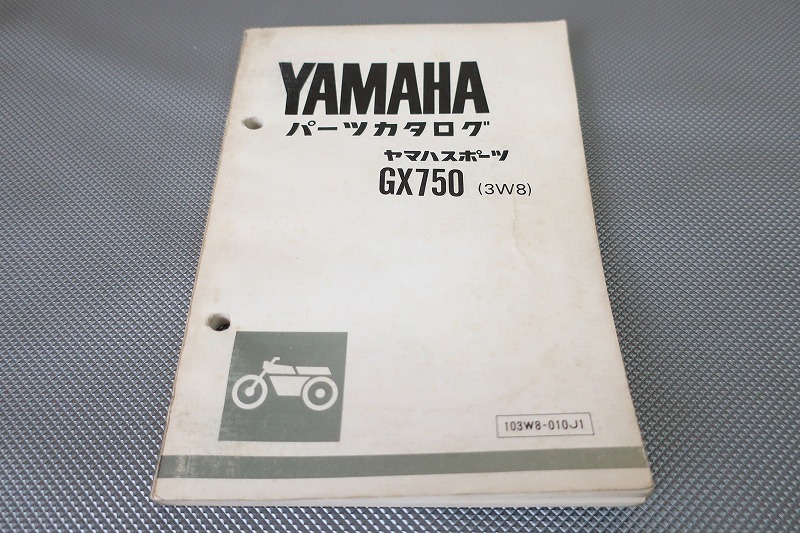 YAMAHA
パーツカタログ
ヤマハスポーツ
GX750 (3W8)
103W8-010J1